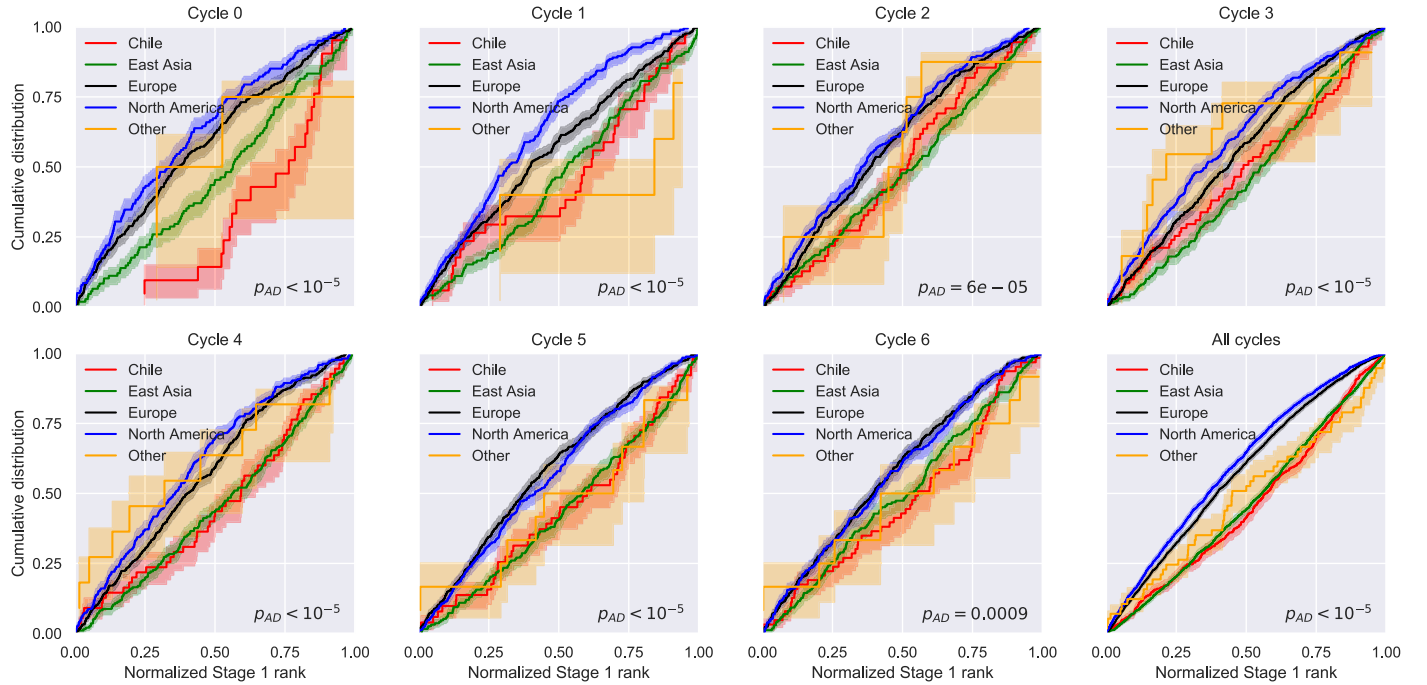 Cycle 0
Cycle 1
Cycle 2
Cycle 3
Cumulative distribution
1.00
0.75
0.50
0.25
0.00
Chile
East Asia
Europe
North America
Other
p_AD < 10^-5
Chile
East Asia
Europe
North America
Other
p_AD < 10^-5
Chile
East Asia
Europe
North America
Other
p_AD = 6e − 05
Chile
East Asia
Europe
North America
Other
p_AD < 10^-5
Cycle 4
Cycle 5
Cycle 6
All cycles
Cumulative distribution
1.00
0.75
0.50
0.25
0.00
Chile
East Asia
Europe
North America
Other
p_AD < 10^-5
Chile
East Asia
Europe
North America
Other
p_AD < 10^-5
Chile
East Asia
Europe
North America
Other
p_AD = 0.0009
Chile
East Asia
Europe
North America
Other
p_AD < 10^-5
0.00 0.25 0.50 0.75 1.00
0.00 0.25 0.50 0.75 1.00
0.00 0.25 0.50 0.75 1.00
0.00 0.25 0.50 0.75 1.00
Normalized Stage 1 rank
Normalized Stage 1 rank
Normalized Stage 1 rank
Normalized Stage 1 rank